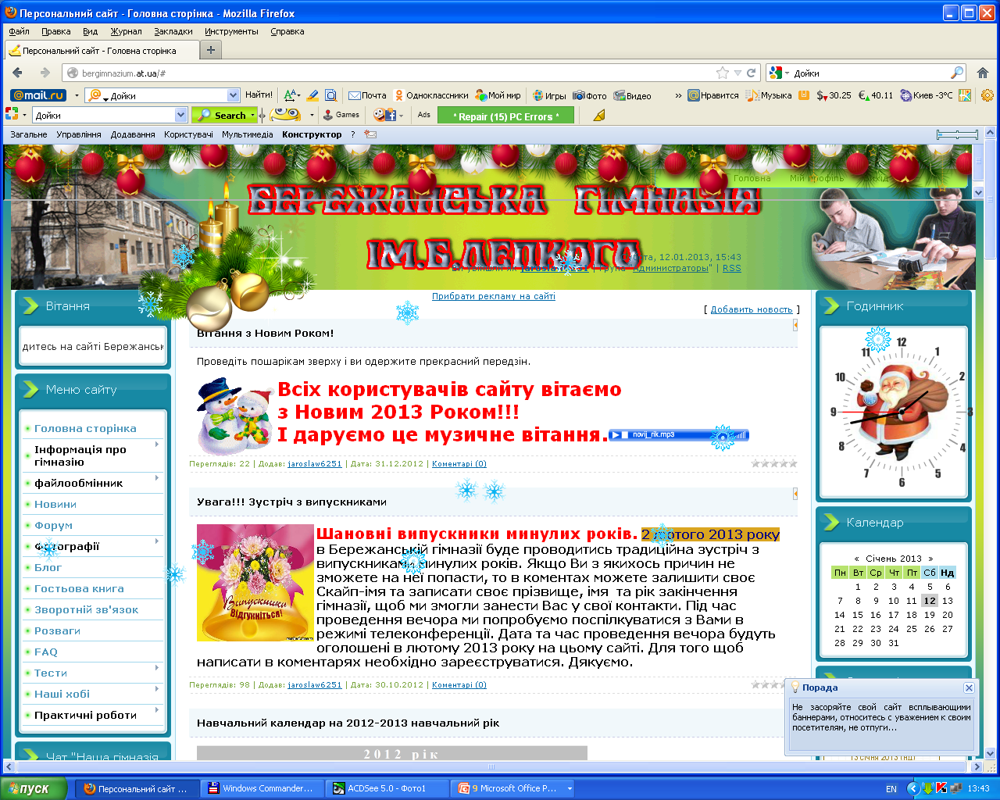 Персональний сайт - Головна сторінка - Mozilla Firefox
Файл Правка Вид Журнал Закладки Инструменты Справка
Персональний сайт - Головна сторінка
bergimnazium.at.ua/# Дойки
@mail.ru Дойки Найти! Почта Одноклассники Мой мир Игры Фото Видео » Нравится Музыка $ 30.25 € 40.11 Киев -3°C
Дойки Search Games Ads * Repair (15) PC Errors *
Загальне Управління Додавання Користувачі Мультимедіа Конструктор ?
Головна Мій профіль Вихід
БЕРЕЖАНСЬКА ГІМНАЗІЯ
ІМ.Б.ЛЕПКОГО
12.01.2013, 15:43
"Администраторы" | RSS
Прибрати рекламу на сайті
[ Добавить новость ]
Вітання
дитесь на сайті Бережанськ
Меню сайту
Головна сторінка
Інформація про
гімназію
файлообмінник
Новини
Форум
Фотографії
Блог
Гостьова книга
Зворотній зв'язок
Розваги
FAQ
Тести
Наші хобі
Практичні роботи
Чат "Наша гімназія
Вітання з Новим Роком!
Проведіть пошарікам зверху і ви одержите прекрасний передзін.
Всіх користувачів сайту вітаємо
з Новим 2013 Роком!!!
І даруємо це музичне вітання.
novij_rik.mp3
Переглядів: 22 | Додав: jaroslaw6251 | Дата: 31.12.2012 | Коментарі (0)
Увага!!! Зустріч з випускниками
Випускники
відгукніться!
Шановні випускники минулих років. 2 лютого 2013 року
в Бережанській гімназії буде проводитись традиційна зустріч з
випускниками минулих років. Якщо Ви з якихось причин не
зможете на неї попасти, то в коментах можете залишити своє
Скайп-імя та записати своє прізвище, імя та рік закінчення
гімназії, щоб ми змогли занести Вас у свої контакти. Під час
проведення вечора ми попробуємо поспілкуватися з Вами в
режимі телеконференції. Дата та час проведення вечора будуть
оголошені в лютому 2013 року на цьому сайті. Для того щоб
написати в коментарях необхідно зареєструватися. Дякуємо.
Переглядів: 98 | Додав: jaroslaw6251 | Дата: 30.10.2012 | Коментарі (0)
Навчальний календар на 2012-2013 навчальний рік
2012 рік
Годинник
12 1 2 3 4 5 6 7 8 9 10 11
Календар
« Січень 2013 »
Пн Вт Ср Чт Пт Сб Нд
1 2 3 4 5 6
7 8 9 10 11 12 13
14 15 16 17 18 19 20
21 22 23 24 25 26 27
28 29 30 31
Порада
Не засоряйте свой сайт всплывающими
баннерами, относитесь с уважением к своим
посетителям, не отпуги...
13 січня 2013 (нд)
пуск Персональний сайт ... Windows Commander... ACDSee 5.0 - Фото1 9 Microsoft Office P... EN 13:43